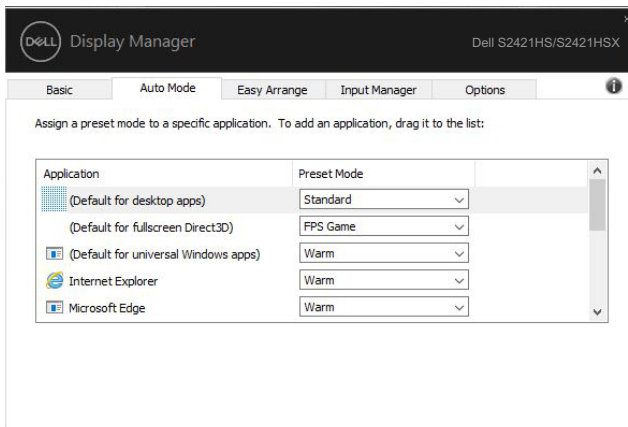 DELL Display Manager Dell S2421HS/S2421HSX
Basic Auto Mode Easy Arrange Input Manager Options
Assign a preset mode to a specific application. To add an application, drag it to the list:
Application Preset Mode
(Default for desktop apps) Standard
(Default for fullscreen Direct3D) FPS Game
(Default for universal Windows apps) Warm
Internet Explorer Warm
Microsoft Edge Warm